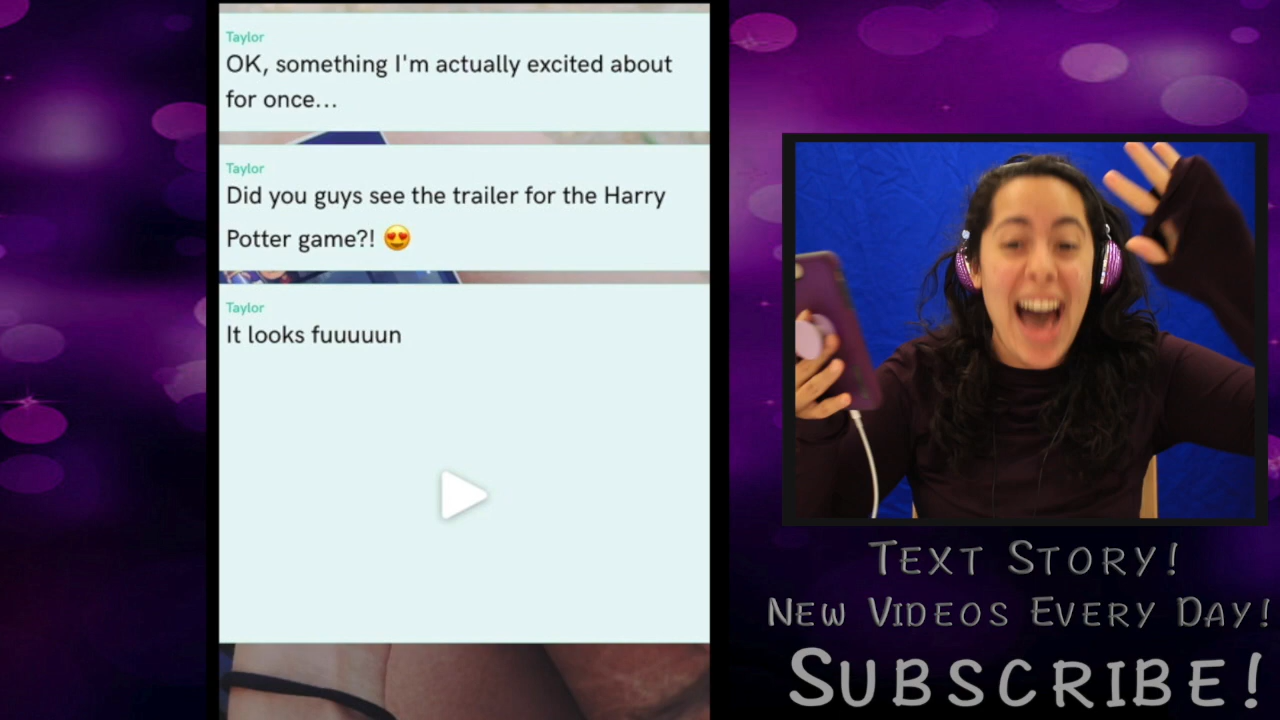 Taylor
OK, something I'm actually excited about
for once...
Taylor
Did you guys see the trailer for the Harry
Potter game?! 😍
Taylor
It looks fuuuuun
TEXT STORY!
NEW VIDEOS EVERY DAY!
SUBSCRIBE!